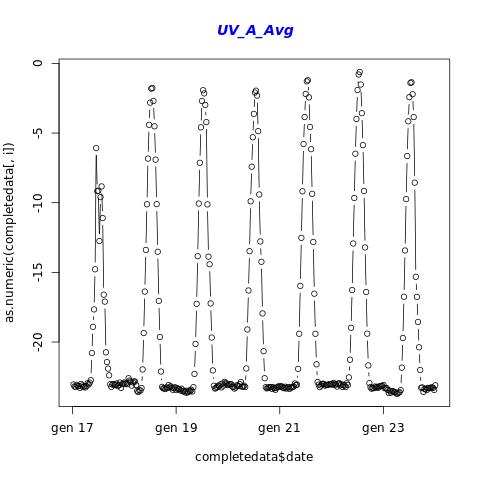 UV_A_Avg
as.numeric(completedata[, i])
0
-5
-10
-15
-20
gen 17
gen 19
gen 21
gen 23
completedata$date